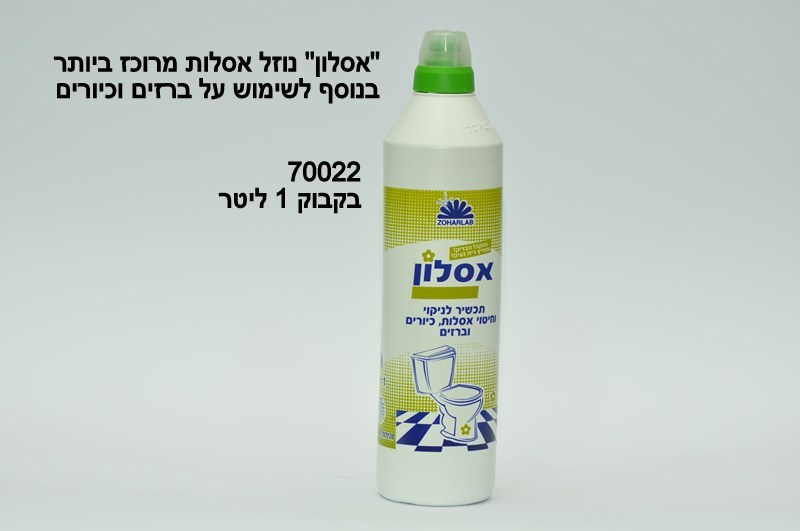 "אסלון" נוזל אסלות מרוכז ביותר
בנוסף לשימוש על ברזים וכיורים
70022
בקבוק 1 ליטר
ZOHARLAB
אסלון
תכשיר לניקוי
וחיטוי אסלות, כיורים
וברזים